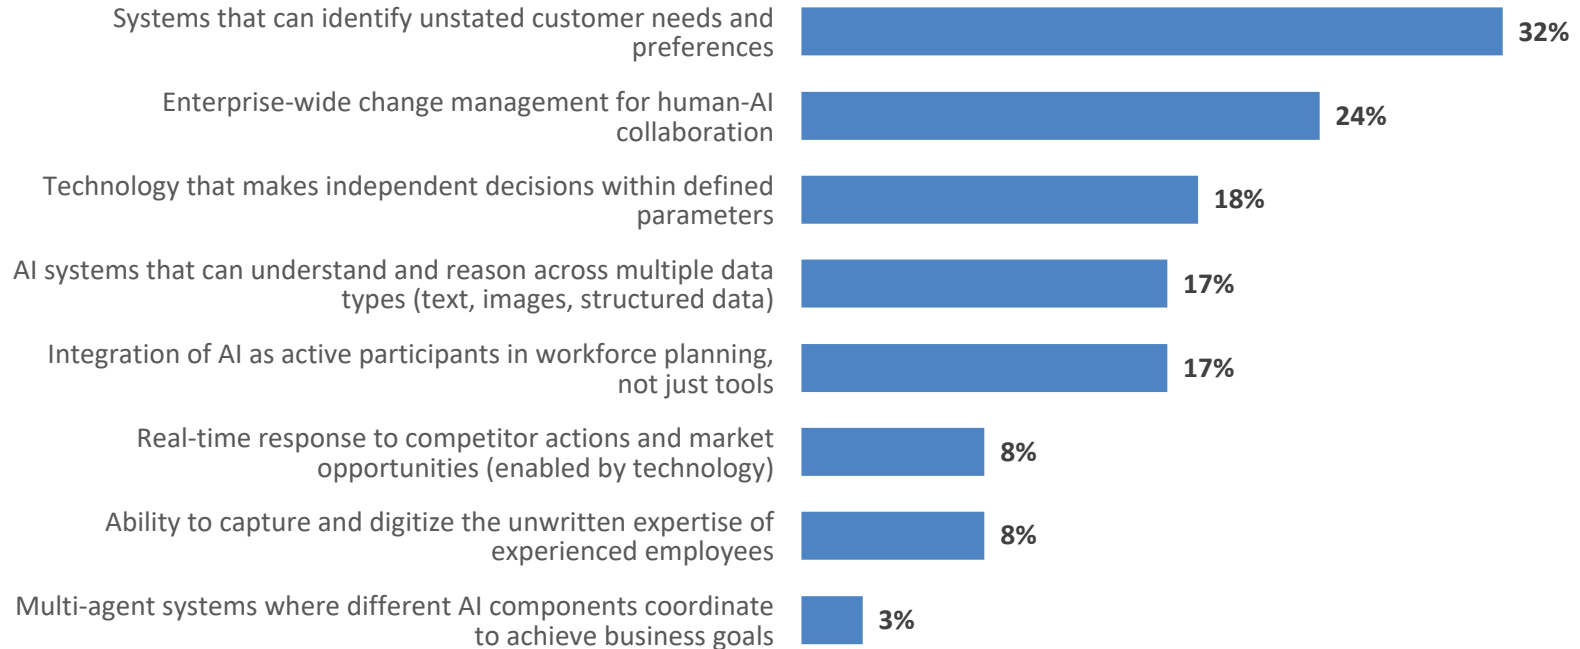 Systems that can identify unstated customer needs and
preferences
32%
Enterprise-wide change management for human-AI
collaboration
24%
Technology that makes independent decisions within defined
parameters
18%
AI systems that can understand and reason across multiple data
types (text, images, structured data)
17%
Integration of AI as active participants in workforce planning,
not just tools
17%
Real-time response to competitor actions and market
opportunities (enabled by technology)
8%
Ability to capture and digitize the unwritten expertise of
experienced employees
8%
Multi-agent systems where different AI components coordinate
to achieve business goals
3%